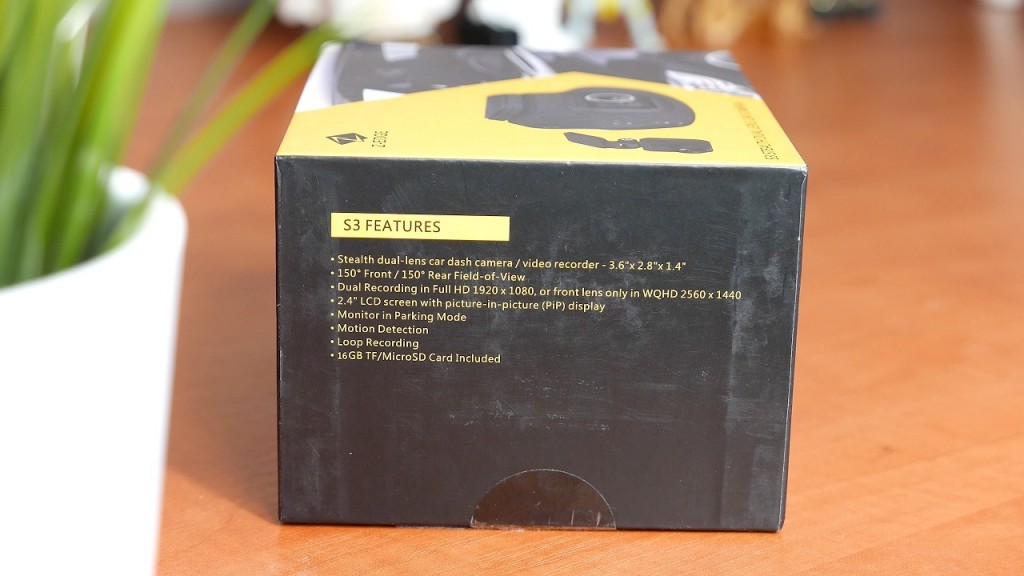 Z-EDGE
S3 FEATURES
• Stealth dual-lens car dash camera / video recorder - 3.6"x 2.8"x 1.4"
• 150° Front / 150° Rear Field-of-View
• Dual Recording in Full HD 1920 x 1080, or front lens only in WQHD 2560 x 1440
• 2.4" LCD screen with picture-in-picture (PiP) display
• Monitor in Parking Mode
• Motion Detection
• Loop Recording
• 16GB TF/MicroSD Card Included